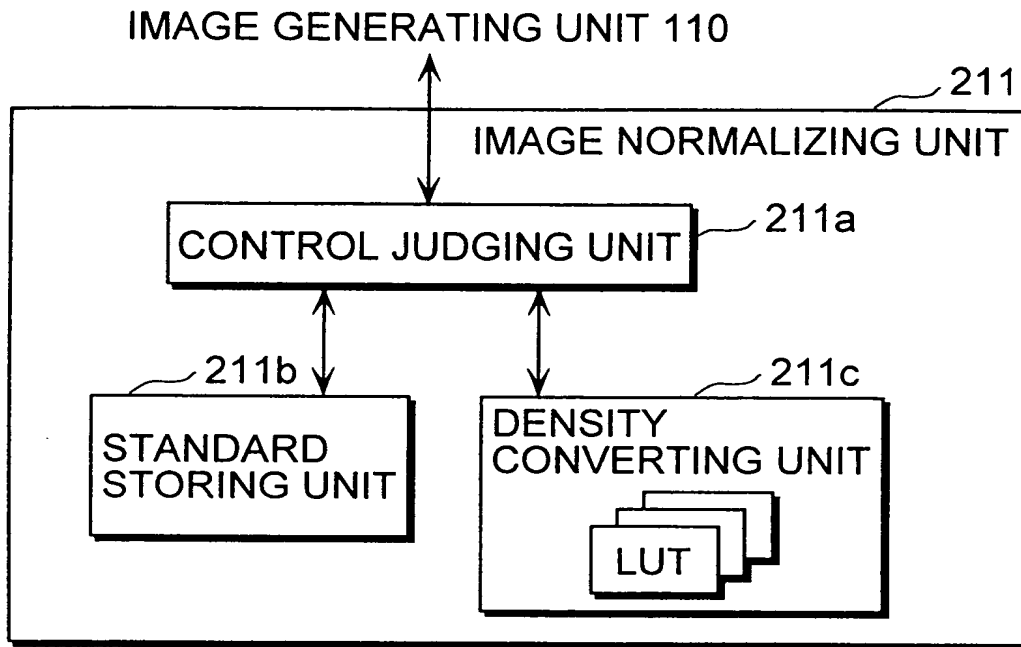 IMAGE GENERATING UNIT 110
211
IMAGE NORMALIZING UNIT
211a
CONTROL JUDGING UNIT
211b
STANDARD
STORING UNIT
211c
DENSITY
CONVERTING UNIT
LUT